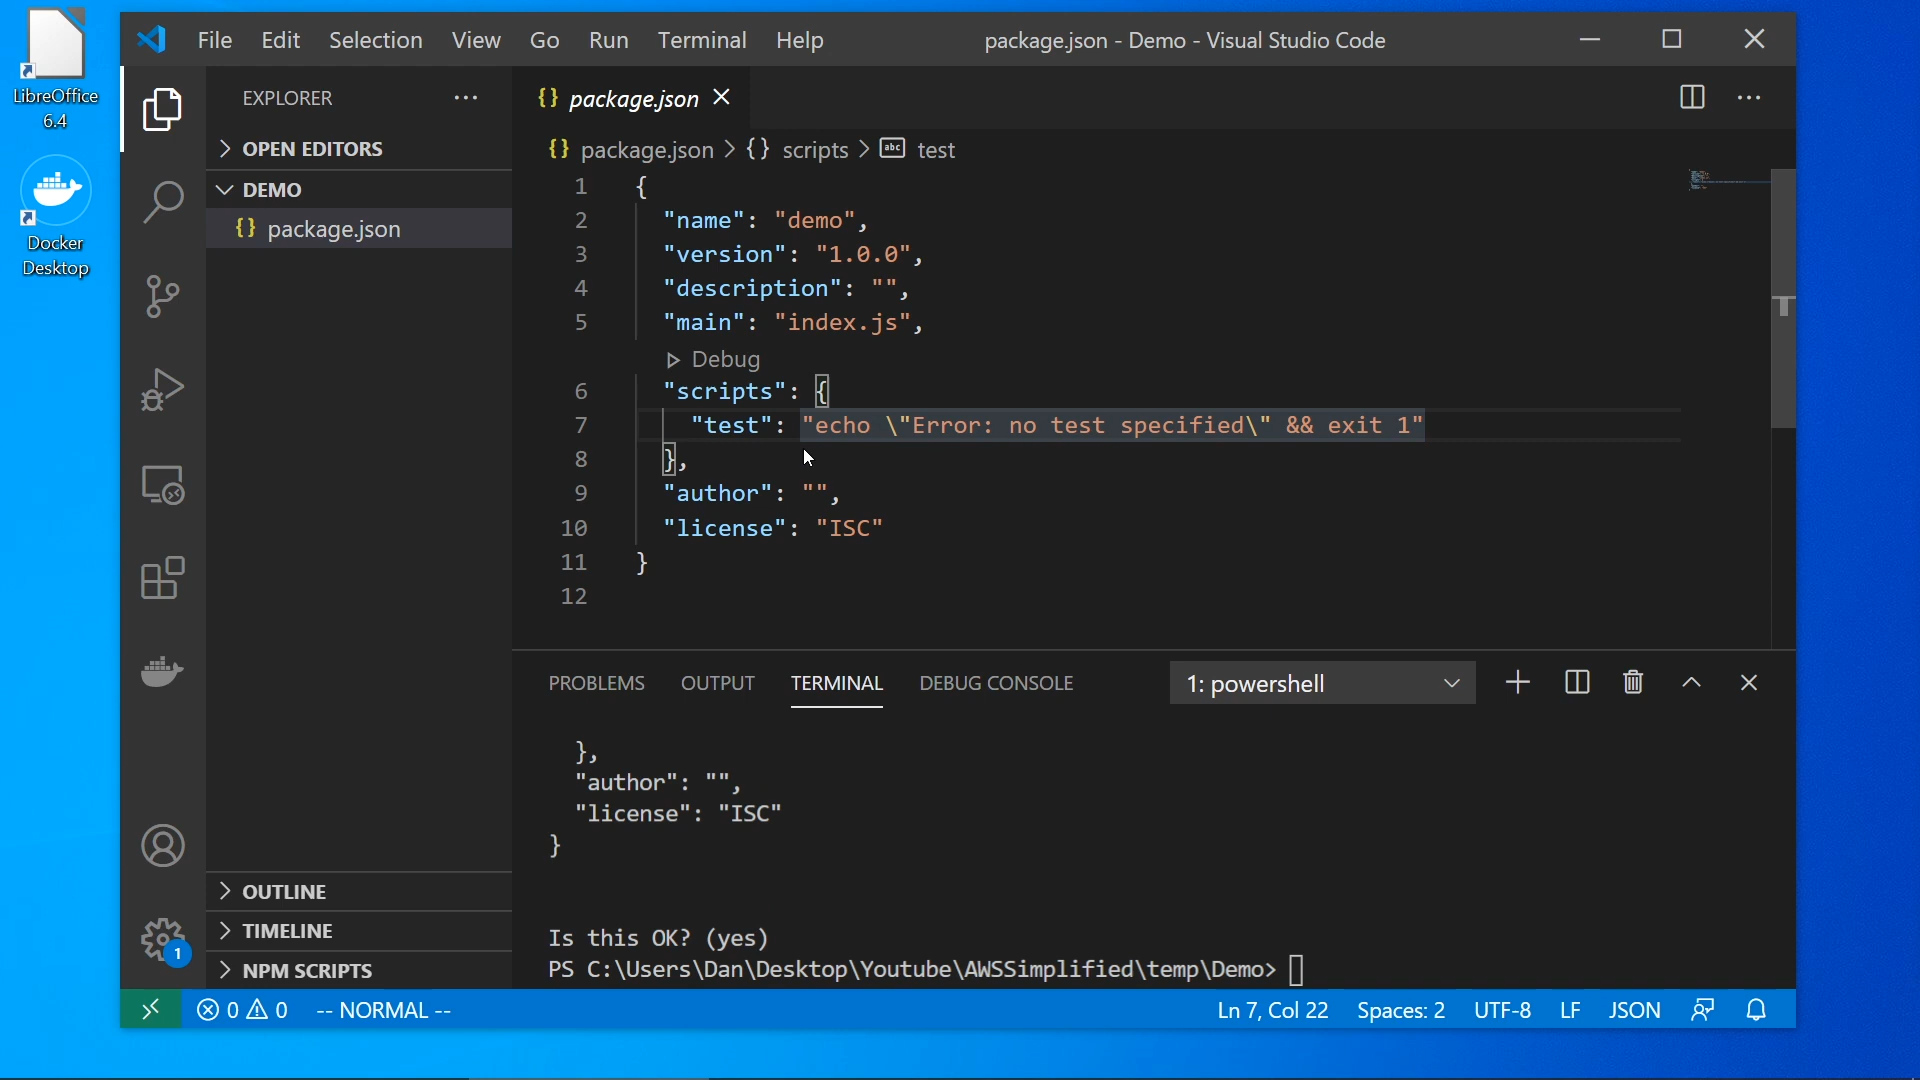 LibreOffice
6.4
Docker
Desktop
File Edit Selection View Go Run Terminal Help package.json - Demo - Visual Studio Code
EXPLORER
OPEN EDITORS
DEMO
{} package.json
OUTLINE
TIMELINE
NPM SCRIPTS
1
{} package.json
{} package.json > {} scripts > abc test
1 {
2 "name": "demo",
3 "version": "1.0.0",
4 "description": "",
5 "main": "index.js",
Debug
6 "scripts": {
7 "test": "echo \"Error: no test specified\" && exit 1"
8 },
9 "author": "",
10 "license": "ISC"
11 }
12
PROBLEMS OUTPUT TERMINAL DEBUG CONSOLE 1: powershell
},
"author": "",
"license": "ISC"
}
Is this OK? (yes)
PS C:\Users\Dan\Desktop\Youtube\AWSSimplified\temp\Demo>
0 0 -- NORMAL -- Ln 7, Col 22 Spaces: 2 UTF-8 LF JSON